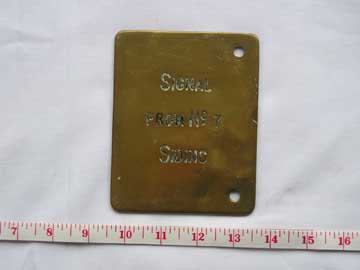 SIGNAL
FROM No 7
SIDING
7 8 9 10 11 12 13 14 15 16